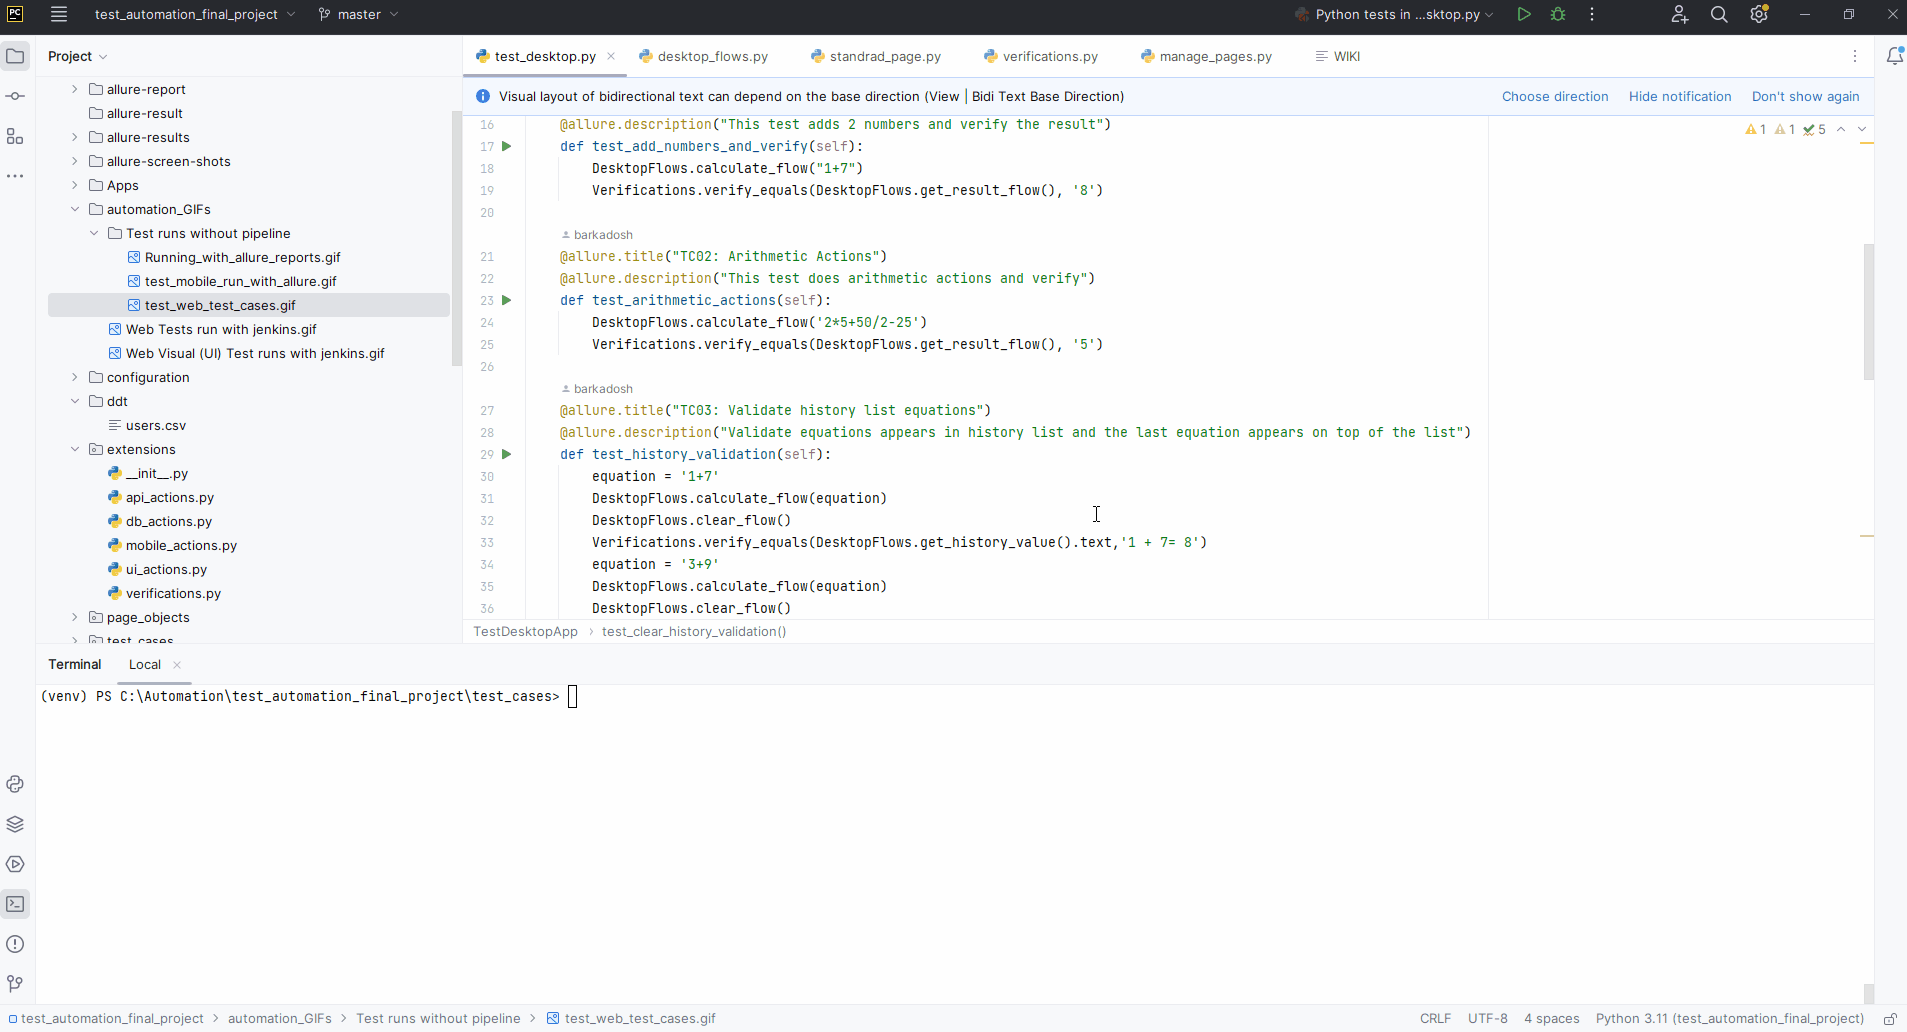 PC test_automation_final_project master Python tests in ...sktop.py
Project
allure-report
allure-result
allure-results
allure-screen-shots
Apps
automation_GIFs
Test runs without pipeline
Running_with_allure_reports.gif
test_mobile_run_with_allure.gif
test_web_test_cases.gif
Web Tests run with jenkins.gif
Web Visual (UI) Test runs with jenkins.gif
configuration
ddt
users.csv
extensions
__init__.py
api_actions.py
db_actions.py
mobile_actions.py
ui_actions.py
verifications.py
page_objects
test_cases
test_desktop.py desktop_flows.py standrad_page.py verifications.py manage_pages.py WIKI
Visual layout of bidirectional text can depend on the base direction (View | Bidi Text Base Direction) Choose direction Hide notification Don't show again
1 1 5
16 @allure.description("This test adds 2 numbers and verify the result")
17 def test_add_numbers_and_verify(self):
18 DesktopFlows.calculate_flow("1+7")
19 Verifications.verify_equals(DesktopFlows.get_result_flow(), '8')
20
barkadosh
21 @allure.title("TC02: Arithmetic Actions")
22 @allure.description("This test does arithmetic actions and verify")
23 def test_arithmetic_actions(self):
24 DesktopFlows.calculate_flow('2*5+50/2-25')
25 Verifications.verify_equals(DesktopFlows.get_result_flow(), '5')
26
barkadosh
27 @allure.title("TC03: Validate history list equations")
28 @allure.description("Validate equations appears in history list and the last equation appears on top of the list")
29 def test_history_validation(self):
30 equation = '1+7'
31 DesktopFlows.calculate_flow(equation)
32 DesktopFlows.clear_flow()
33 Verifications.verify_equals(DesktopFlows.get_history_value().text,'1 + 7= 8')
34 equation = '3+9'
35 DesktopFlows.calculate_flow(equation)
36 DesktopFlows.clear_flow()
TestDesktopApp > test_clear_history_validation()
Terminal Local
(venv) PS C:\Automation\test_automation_final_project\test_cases>
test_automation_final_project > automation_GIFs > Test runs without pipeline > test_web_test_cases.gif CRLF UTF-8 4 spaces Python 3.11 (test_automation_final_project)